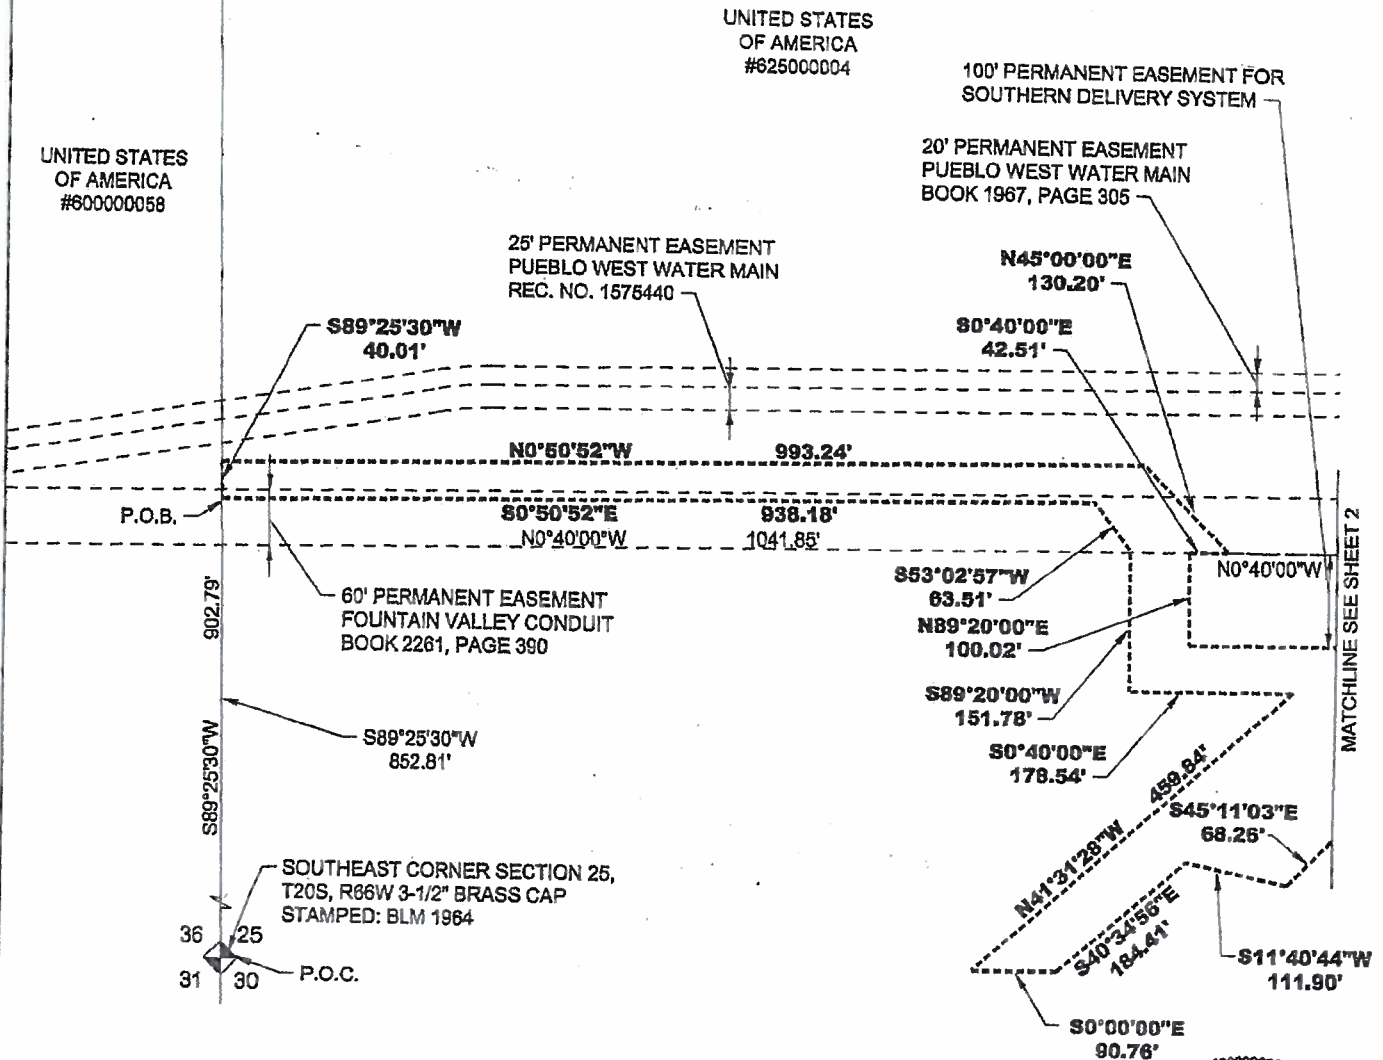 UNITED STATES
OF AMERICA
#625000004
100' PERMANENT EASEMENT FOR
SOUTHERN DELIVERY SYSTEM
UNITED STATES
OF AMERICA
#600000058
20' PERMANENT EASEMENT
PUEBLO WEST WATER MAIN
BOOK 1967, PAGE 305
25' PERMANENT EASEMENT
PUEBLO WEST WATER MAIN
REC. NO. 1575440
N45°00'00"E
130.20'
S89°25'30"W
40.01'
S0°40'00"E
42.51'
N0°50'52"W 993.24'
P.O.B.
S0°50'52"E 938.18'
N0°40'00"W 1041.85'
N0°40'00"W
MATCHLINE SEE SHEET 2
S53°02'57"W
63.51'
N89°20'00"E
100.02'
60' PERMANENT EASEMENT
FOUNTAIN VALLEY CONDUIT
BOOK 2261, PAGE 390
902.79'
S89°25'30"W
S89°20'00"W
151.78'
S89°25'30"W
852.81'
S0°40'00"E
178.54'
N41°31'28"W 459.84'
S45°11'03"E
68.26'
SOUTHEAST CORNER SECTION 25,
T20S, R66W 3-1/2" BRASS CAP
STAMPED: BLM 1964
36 25
31 30
P.O.C.
S40°34'56"E
184.41'
S11°40'44"W
111.90'
S0°00'00"E
90.76'